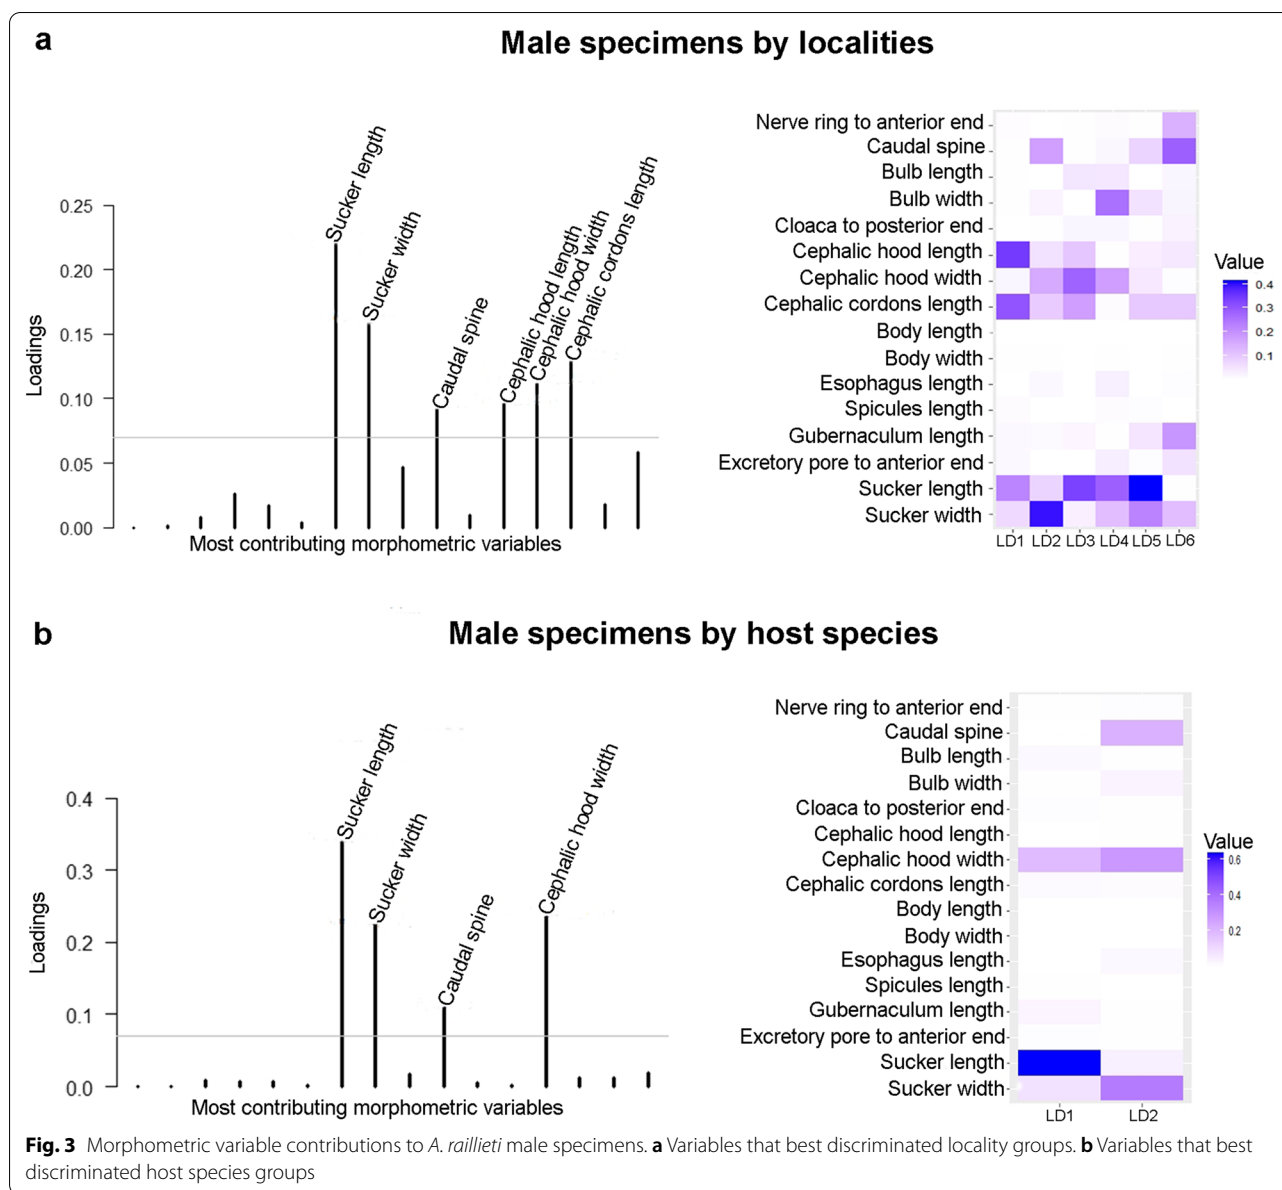 a
Male specimens by localities
Loadings
0.25
0.20
0.15
0.10
0.05
0.00
Sucker length
Sucker width
Caudal spine
Cephalic hood length
Cephalic hood width
Cephalic cordons length
Most contributing morphometric variables
Nerve ring to anterior end
Caudal spine
Bulb length
Bulb width
Cloaca to posterior end
Cephalic hood length
Cephalic hood width
Cephalic cordons length
Body length
Body width
Esophagus length
Spicules length
Gubernaculum length
Excretory pore to anterior end
Sucker length
Sucker width
LD1 LD2 LD3 LD4 LD5 LD6
Value
0.4
0.3
0.2
0.1
b
Male specimens by host species
Loadings
0.4
0.3
0.2
0.1
0.0
Sucker length
Sucker width
Caudal spine
Cephalic hood width
Most contributing morphometric variables
Nerve ring to anterior end
Caudal spine
Bulb length
Bulb width
Cloaca to posterior end
Cephalic hood length
Cephalic hood width
Cephalic cordons length
Body length
Body width
Esophagus length
Spicules length
Gubernaculum length
Excretory pore to anterior end
Sucker length
Sucker width
LD1 LD2
Value
0.6
0.4
0.2
Fig. 3 Morphometric variable contributions to A. raillieti male specimens. a Variables that best discriminated locality groups. b Variables that best
discriminated host species groups